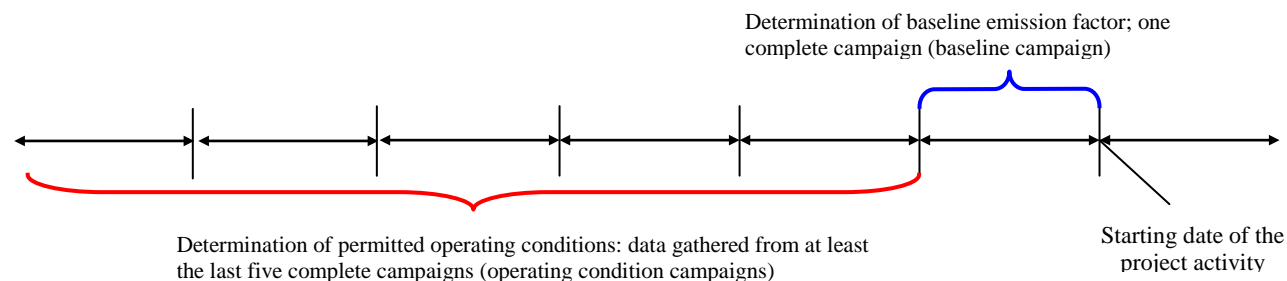 Determination of baseline emission factor; one
complete campaign (baseline campaign)
Determination of permitted operating conditions: data gathered from at least
the last five complete campaigns (operating condition campaigns)
Starting date of the
project activity